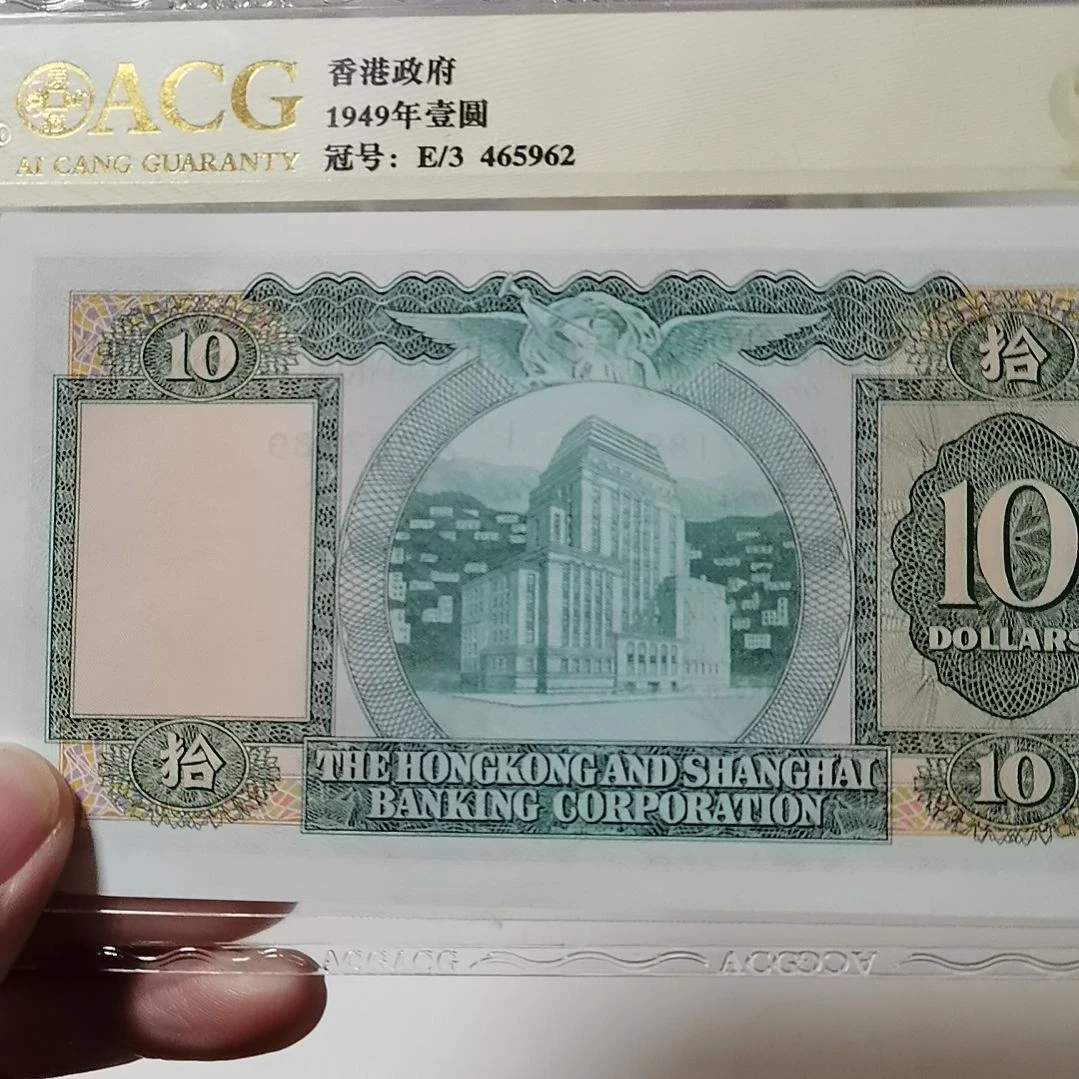 ACG
AI CANG GUARANTY
香港政府
1949年壹圓
冠号: E/3 465962
10
拾
10
DOLLARS
拾
10
THE HONGKONG AND SHANGHAI
BANKING CORPORATION
ACGACG